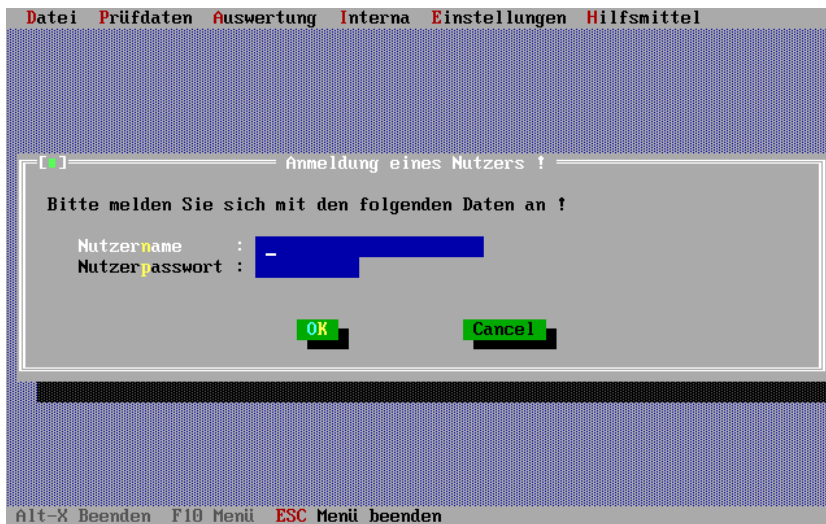 Datei Prüfdaten Auswertung Interna Einstellungen Hilfsmittel
[■] Anmeldung eines Nutzers !
Bitte melden Sie sich mit den folgenden Daten an !
Nutzername :
Nutzerpasswort :
OK Cancel
Alt-X Beenden F10 Menü ESC Menü beenden